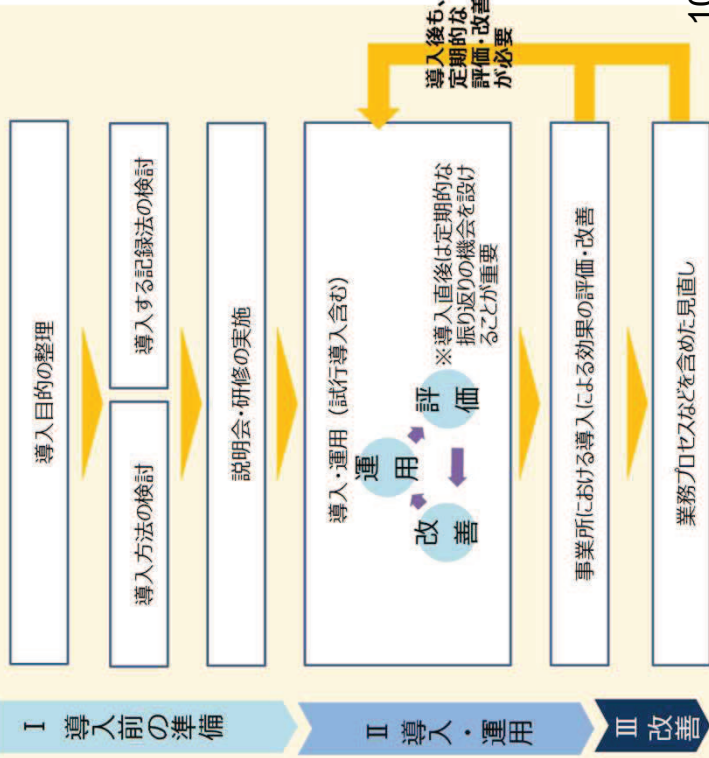 I 導入前の準備
導入目的の整理
導入方法の検討
導入する記録法の検討
説明会・研修の実施
II 導入・運用
導入・運用(試行導入含む)
運用
評価
改善
※導入直後は定期的な
振り返りの機会を設け
ることが重要
導入後も、
定期的な
評価・改善
が必要
事業所における導入による効果の評価・改善
III 改善
業務プロセスなどを含めた見直し
10